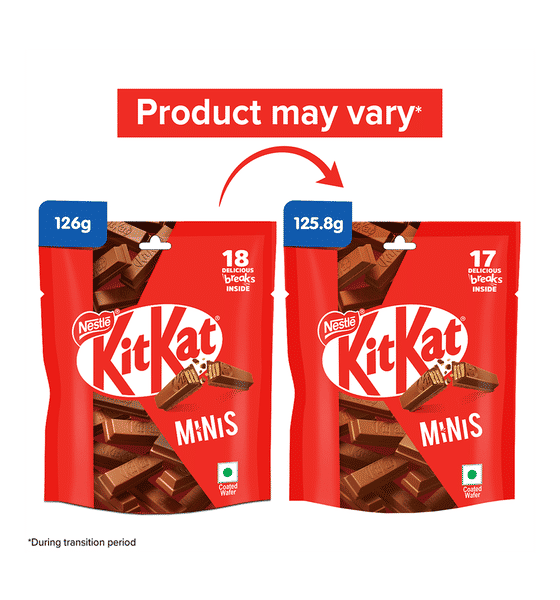 Product may vary*
126g
18
DELICIOUS
breaks
INSIDE
Nestlé
KitKat®
MINIS
Coated
Wafer
125.8g
17
DELICIOUS
breaks
INSIDE
Nestlé
KitKat®
MINIS
Coated
Wafer
*During transition period